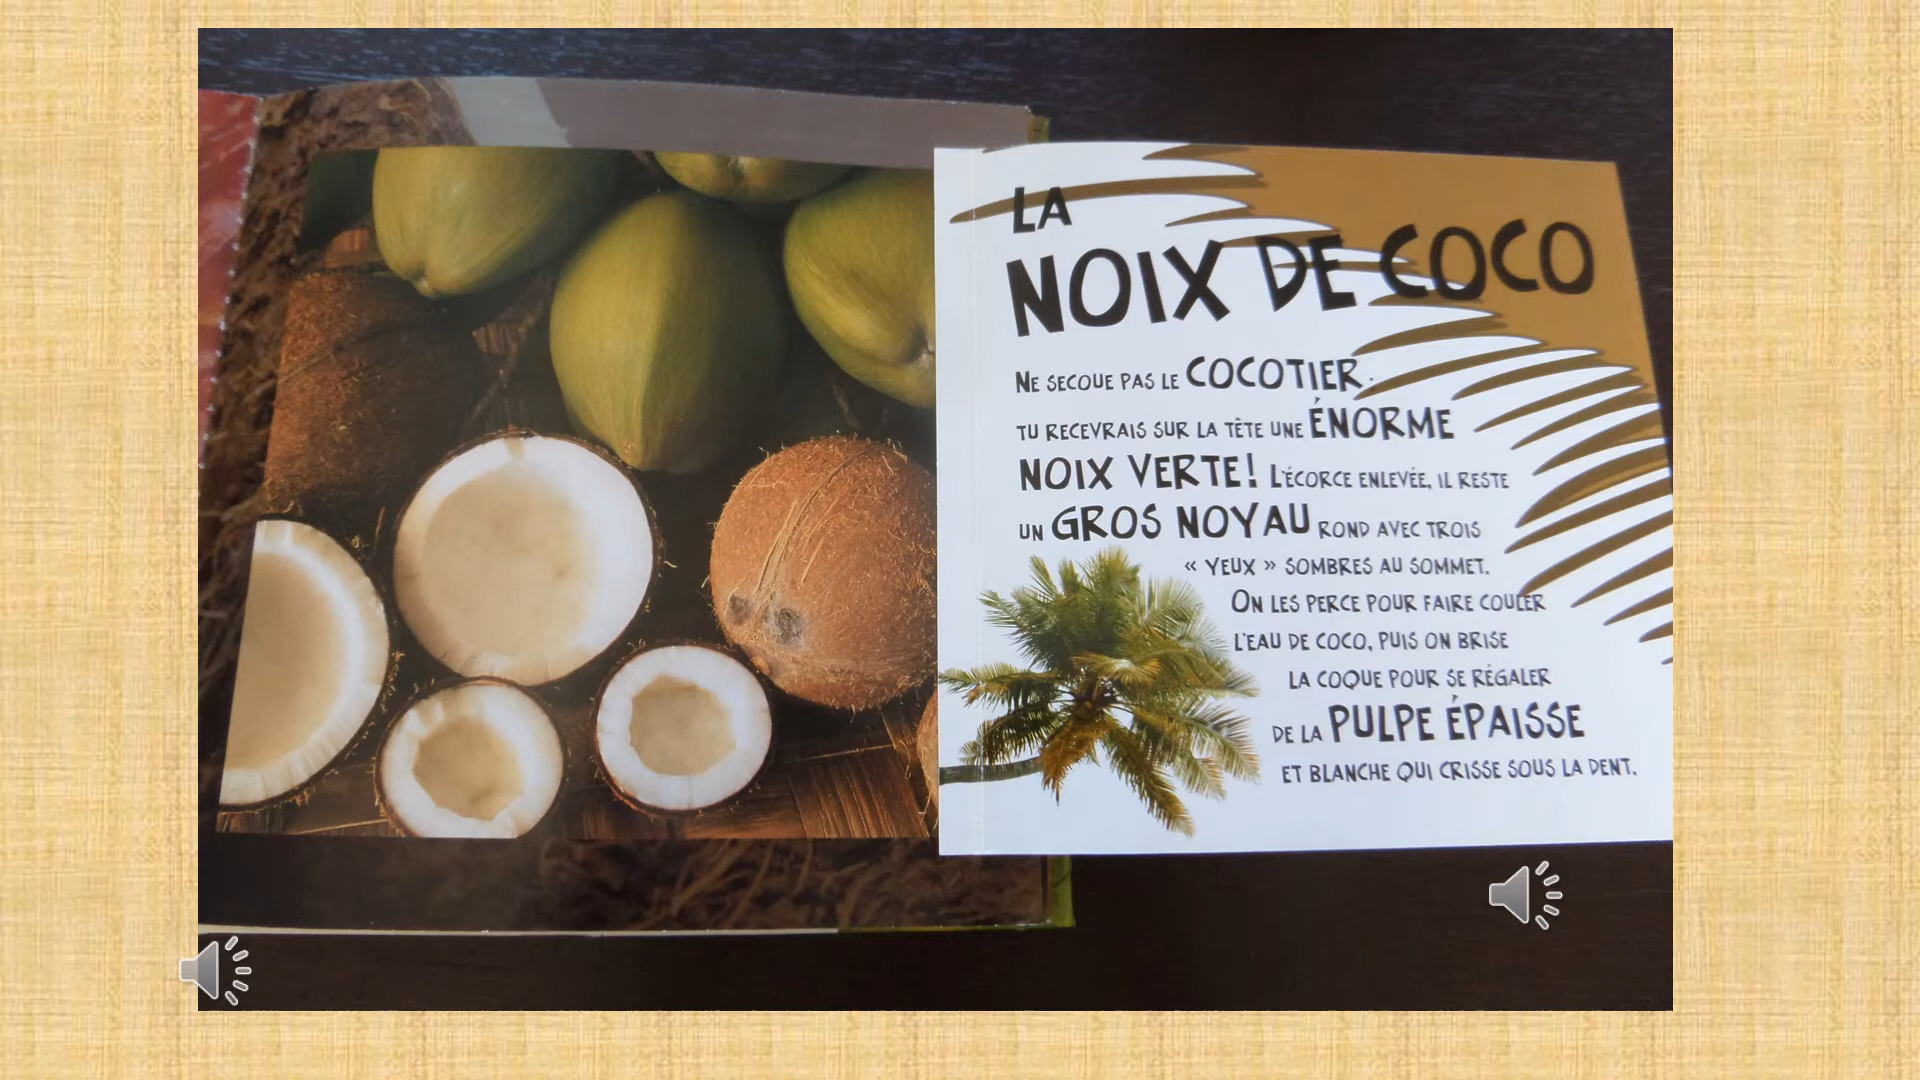 LA
NOIX DE COCO
NE SECOUE PAS LE COCOTIER.
TU RECEVRAIS SUR LA TÊTE UNE ÉNORME
NOIX VERTE! L'ÉCORCE ENLEVÉE, IL RESTE
UN GROS NOYAU ROND AVEC TROIS
« YEUX » SOMBRES AU SOMMET.
ON LES PERCE POUR FAIRE COULER
L'EAU DE COCO, PUIS ON BRISE
LA COQUE POUR SE RÉGALER
DE LA PULPE ÉPAISSE
ET BLANCHE QUI CRISSE SOUS LA DENT.